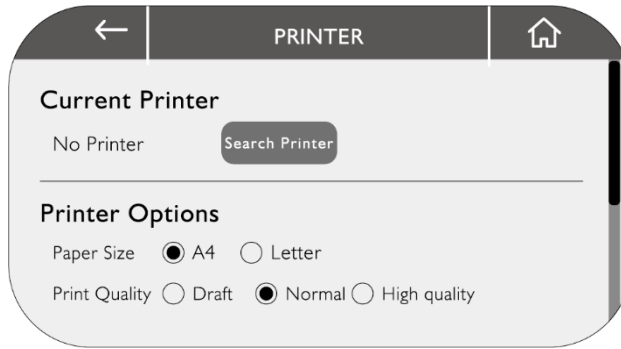 PRINTER
Current Printer
No Printer Search Printer
Printer Options
Paper Size A4 Letter
Print Quality Draft Normal High quality